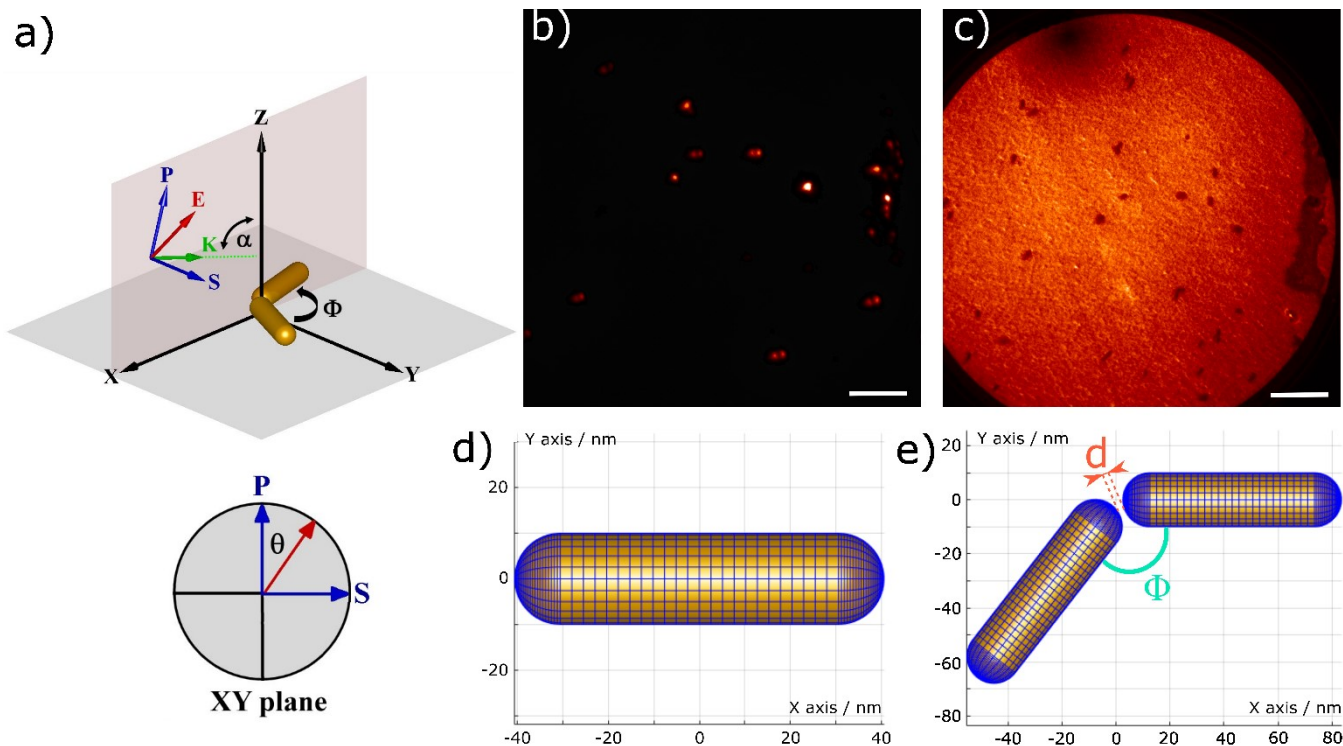 a)
Z
P
E
α
K
S
Φ
X
Y
P
θ
S
XY plane
b)
c)
d)
Y axis / nm
20
0
-20
X axis / nm
-40 -20 0 20 40
e)
Y axis / nm
d
20
0
-20
Φ
-40
-60
X axis / nm
-80
-40 -20 0 20 40 60 80